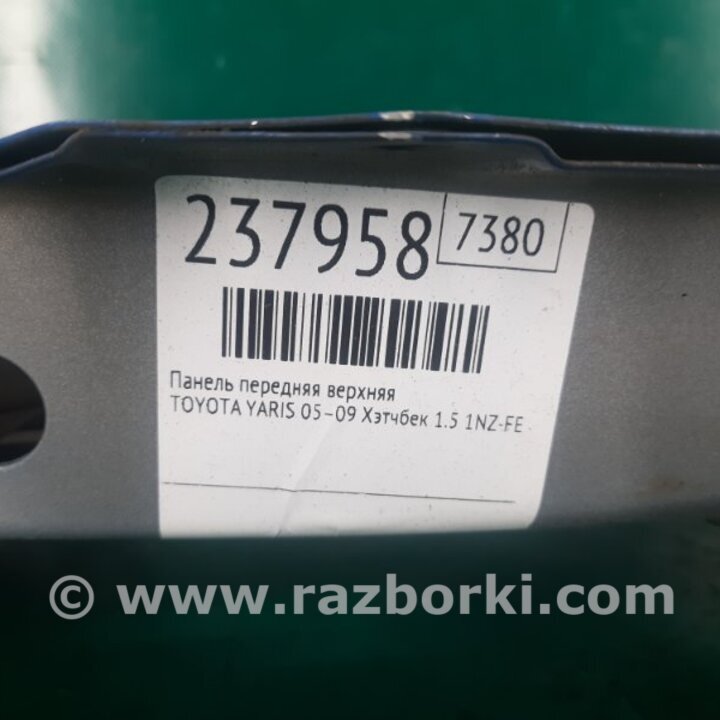 237958 7380
Панель передняя верхняя
TOYOTA YARIS 05-09 Хэтчбек 1.5 1NZ-FE
© www.razborki.com